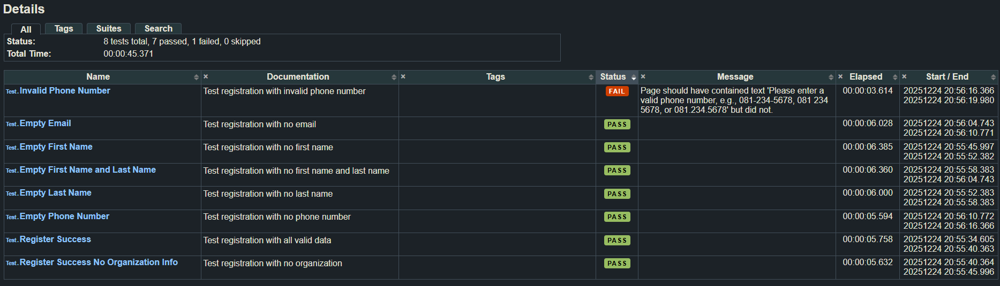 Details
All Tags Suites Search
Status: 8 tests total, 7 passed, 1 failed, 0 skipped
Total Time: 00:00:45.371
Name × Documentation × Tags Status × Message × Elapsed × Start / End
Test. Invalid Phone Number Test registration with invalid phone number FAIL Page should have contained text 'Please enter a 00:00:03.614 20251224 20:56:16.366
valid phone number, e.g., 081-234-5678, 081 234 20251224 20:56:19.980
5678, or 081.234.5678' but did not.
Test. Empty Email Test registration with no email PASS 00:00:06.028 20251224 20:56:04.743
20251224 20:56:10.771
Test. Empty First Name Test registration with no first name PASS 00:00:06.385 20251224 20:55:45.997
20251224 20:55:52.382
Test. Empty First Name and Last Name Test registration with no first name and last name PASS 00:00:06.360 20251224 20:55:58.383
20251224 20:56:04.743
Test. Empty Last Name Test registration with no last name PASS 00:00:06.000 20251224 20:55:52.383
20251224 20:55:58.383
Test. Empty Phone Number Test registration with no phone number PASS 00:00:05.594 20251224 20:56:10.772
20251224 20:56:16.366
Test. Register Success Test registration with all valid data PASS 00:00:05.758 20251224 20:55:34.605
20251224 20:55:40.363
Test. Register Success No Organization Info Test registration with no organization PASS 00:00:05.632 20251224 20:55:40.364
20251224 20:55:45.996